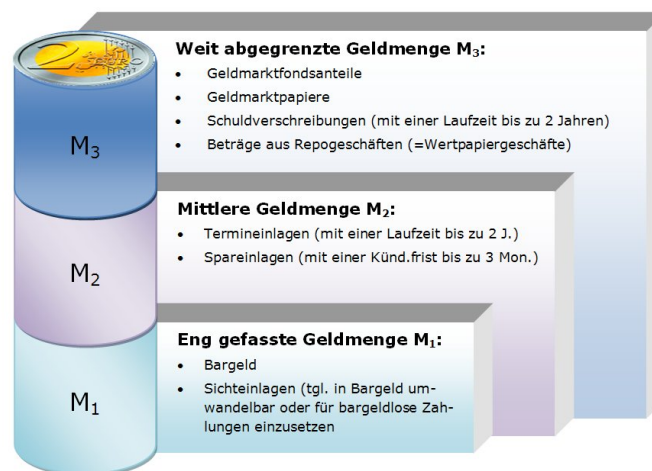 2
Weit abgegrenzte Geldmenge M₃:
• Geldmarktfondsanteile
• Geldmarktpapiere
• Schuldverschreibungen (mit einer Laufzeit bis zu 2 Jahren)
• Beträge aus Repogeschäften (=Wertpapiergeschäfte)
M₃
Mittlere Geldmenge M₂:
• Termineinlagen (mit einer Laufzeit bis zu 2 J.)
• Spareinlagen (mit einer Künd.frist bis zu 3 Mon.)
M₂
Eng gefasste Geldmenge M₁:
• Bargeld
• Sichteinlagen (tgl. in Bargeld um-
wandelbar oder für bargeldlose Zah-
lungen einzusetzen
M₁